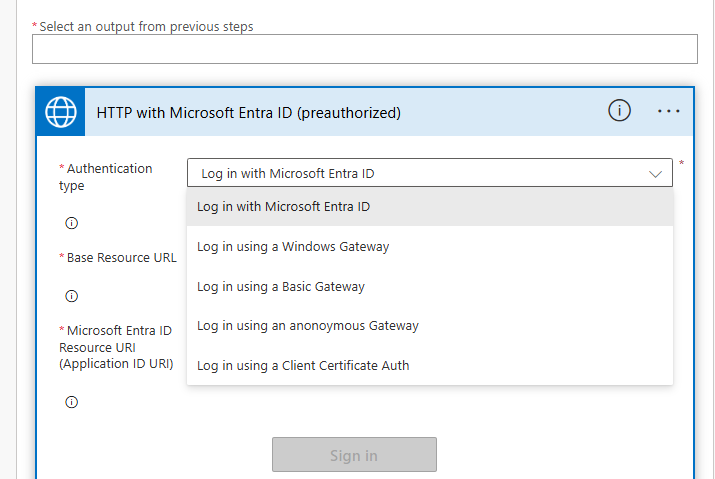 * Select an output from previous steps
HTTP with Microsoft Entra ID (preauthorized)
* Authentication
type
Log in with Microsoft Entra ID
*
Log in with Microsoft Entra ID
Log in using a Windows Gateway
* Base Resource URL
Log in using a Basic Gateway
Log in using an anonoymous Gateway
* Microsoft Entra ID
Resource URI
(Application ID URI)
Log in using a Client Certificate Auth
Sign in